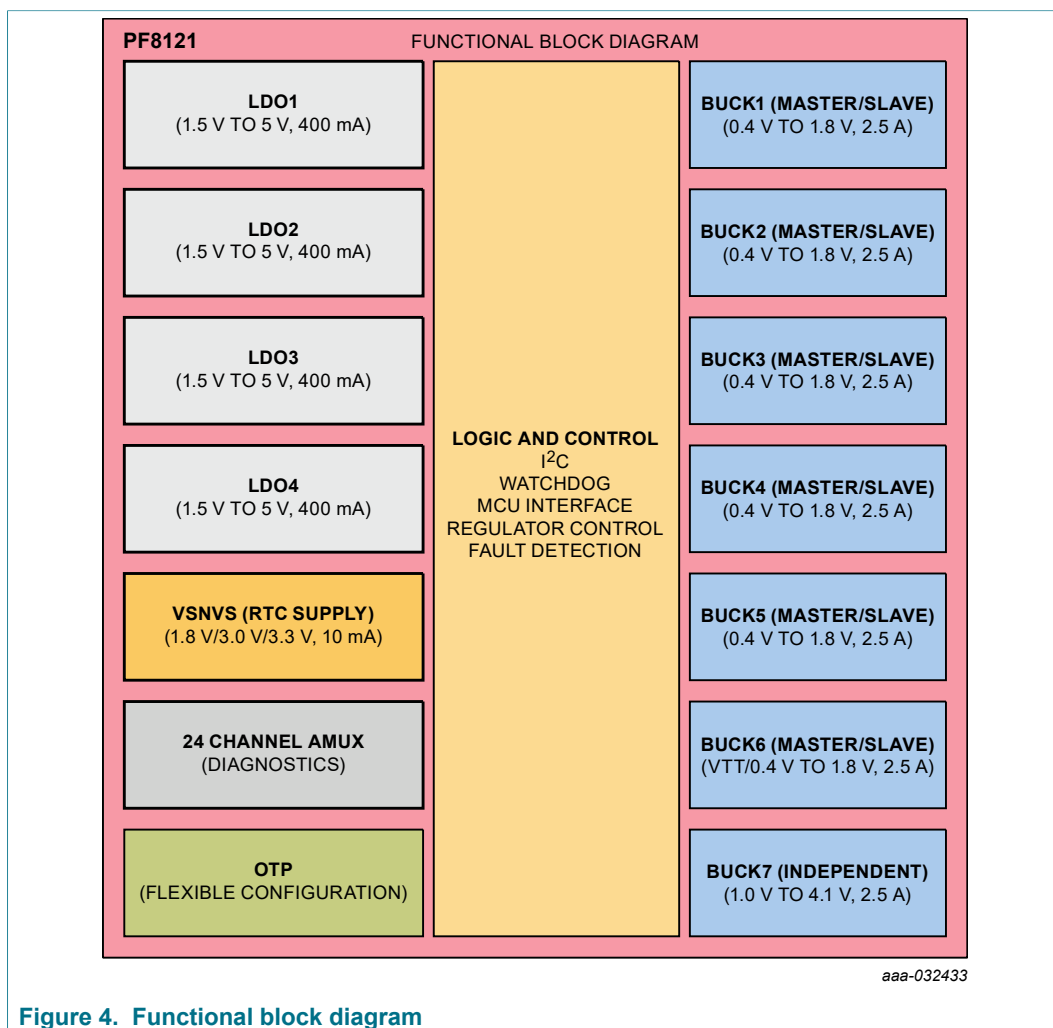 PF8121
FUNCTIONAL BLOCK DIAGRAM
LDO1
(1.5 V TO 5 V, 400 mA)
LDO2
(1.5 V TO 5 V, 400 mA)
LDO3
(1.5 V TO 5 V, 400 mA)
LDO4
(1.5 V TO 5 V, 400 mA)
VSNVS (RTC SUPPLY)
(1.8 V/3.0 V/3.3 V, 10 mA)
24 CHANNEL AMUX
(DIAGNOSTICS)
OTP
(FLEXIBLE CONFIGURATION)
LOGIC AND CONTROL
I²C
WATCHDOG
MCU INTERFACE
REGULATOR CONTROL
FAULT DETECTION
BUCK1 (MASTER/SLAVE)
(0.4 V TO 1.8 V, 2.5 A)
BUCK2 (MASTER/SLAVE)
(0.4 V TO 1.8 V, 2.5 A)
BUCK3 (MASTER/SLAVE)
(0.4 V TO 1.8 V, 2.5 A)
BUCK4 (MASTER/SLAVE)
(0.4 V TO 1.8 V, 2.5 A)
BUCK5 (MASTER/SLAVE)
(0.4 V TO 1.8 V, 2.5 A)
BUCK6 (MASTER/SLAVE)
(VTT/0.4 V TO 1.8 V, 2.5 A)
BUCK7 (INDEPENDENT)
(1.0 V TO 4.1 V, 2.5 A)
aaa-032433
Figure 4. Functional block diagram